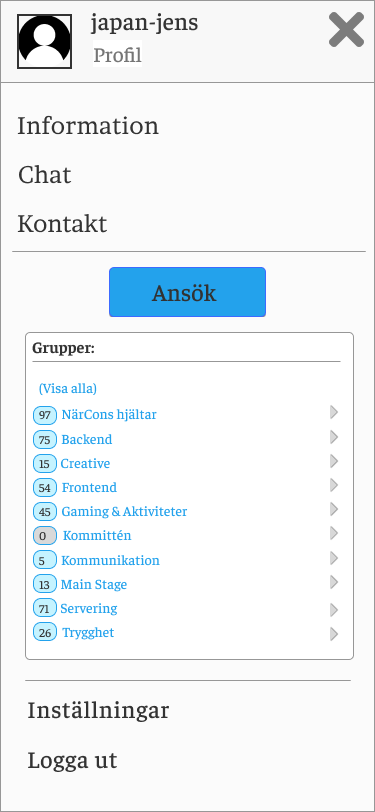 japan-jens
Profil
Information
Chat
Kontakt
Ansök
Grupper:
(Visa alla)
97 NärCons hjältar
75 Backend
15 Creative
54 Frontend
45 Gaming & Aktiviteter
0 Kommittén
5 Kommunikation
13 Main Stage
71 Servering
26 Trygghet
Inställningar
Logga ut